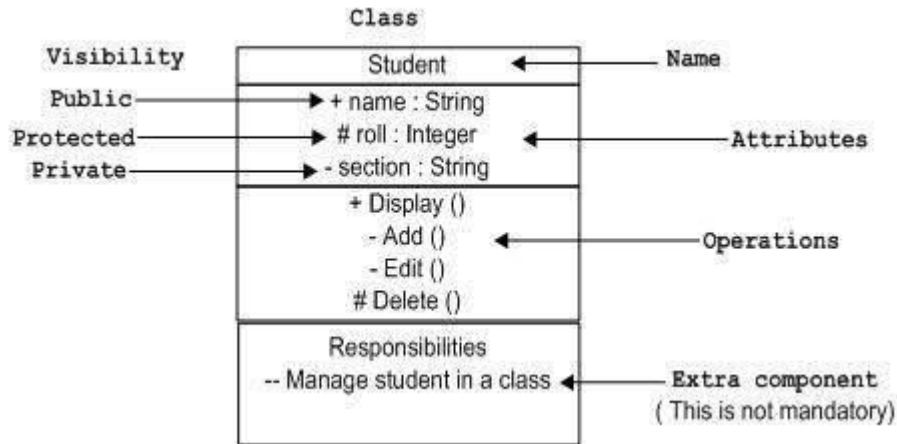 Class
Visibility
Student
Name
Public
+ name : String
Protected
# roll : Integer
Attributes
Private
- section : String
+ Display ()
- Add ()
Operations
- Edit ()
# Delete ()
Responsibilities
-- Manage student in a class
Extra component
( This is not mandatory)